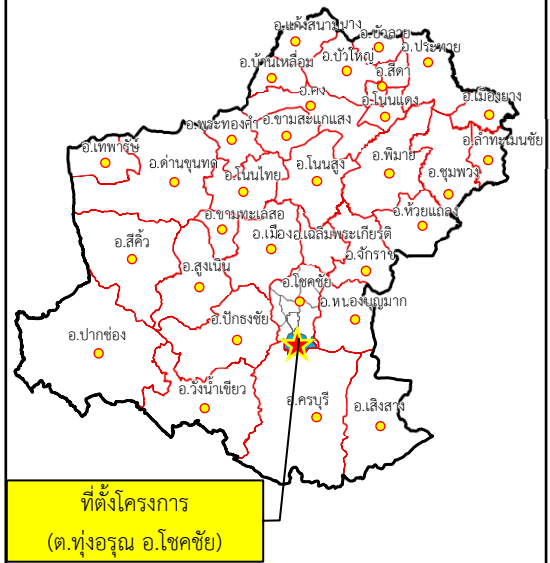 อ.แก้งสนามนาง
อ.บัวลาย
อ.ประทาย
อ.บัวใหญ่
อ.บ้านเหลื่อม
อ.สีดา
อ.คง
อ.โนนแดง
อ.เมืองยาง
อ.พระทองคำ
อ.ขามสะแกแสง
อ.เทพารักษ์
อ.ด่านขุนทด
อ.โนนไทย
อ.โนนสูง
อ.พิมาย
อ.ลำทะเมนชัย
อ.ชุมพวง
อ.ขามทะเลสอ
อ.ห้วยแถลง
อ.สีคิ้ว
อ.เมือง
อ.เฉลิมพระเกียรติ
อ.จักราช
อ.สูงเนิน
อ.โชคชัย
อ.หนองบุญมาก
อ.ปักธงชัย
อ.ปากช่อง
อ.วังน้ำเขียว
อ.ครบุรี
อ.เสิงสาง
ที่ตั้งโครงการ
(ต.ทุ่งอรุณ อ.โชคชัย)